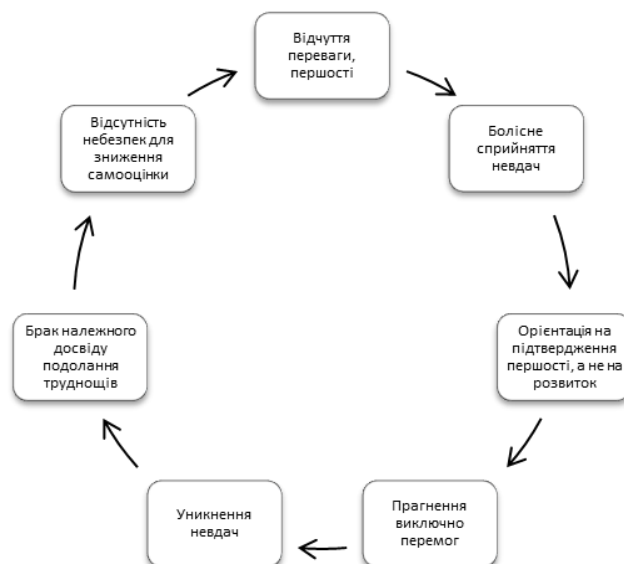 Відчуття
переваги,
першості
Болісне
сприйняття
невдач
Орієнтація на
підтвердження
першості, а не на
розвиток
Прагнення
виключно
перемог
Уникнення
невдач
Брак належного
досвіду
подолання
труднощів
Відсутність
небезпек для
зниження
самооцінки